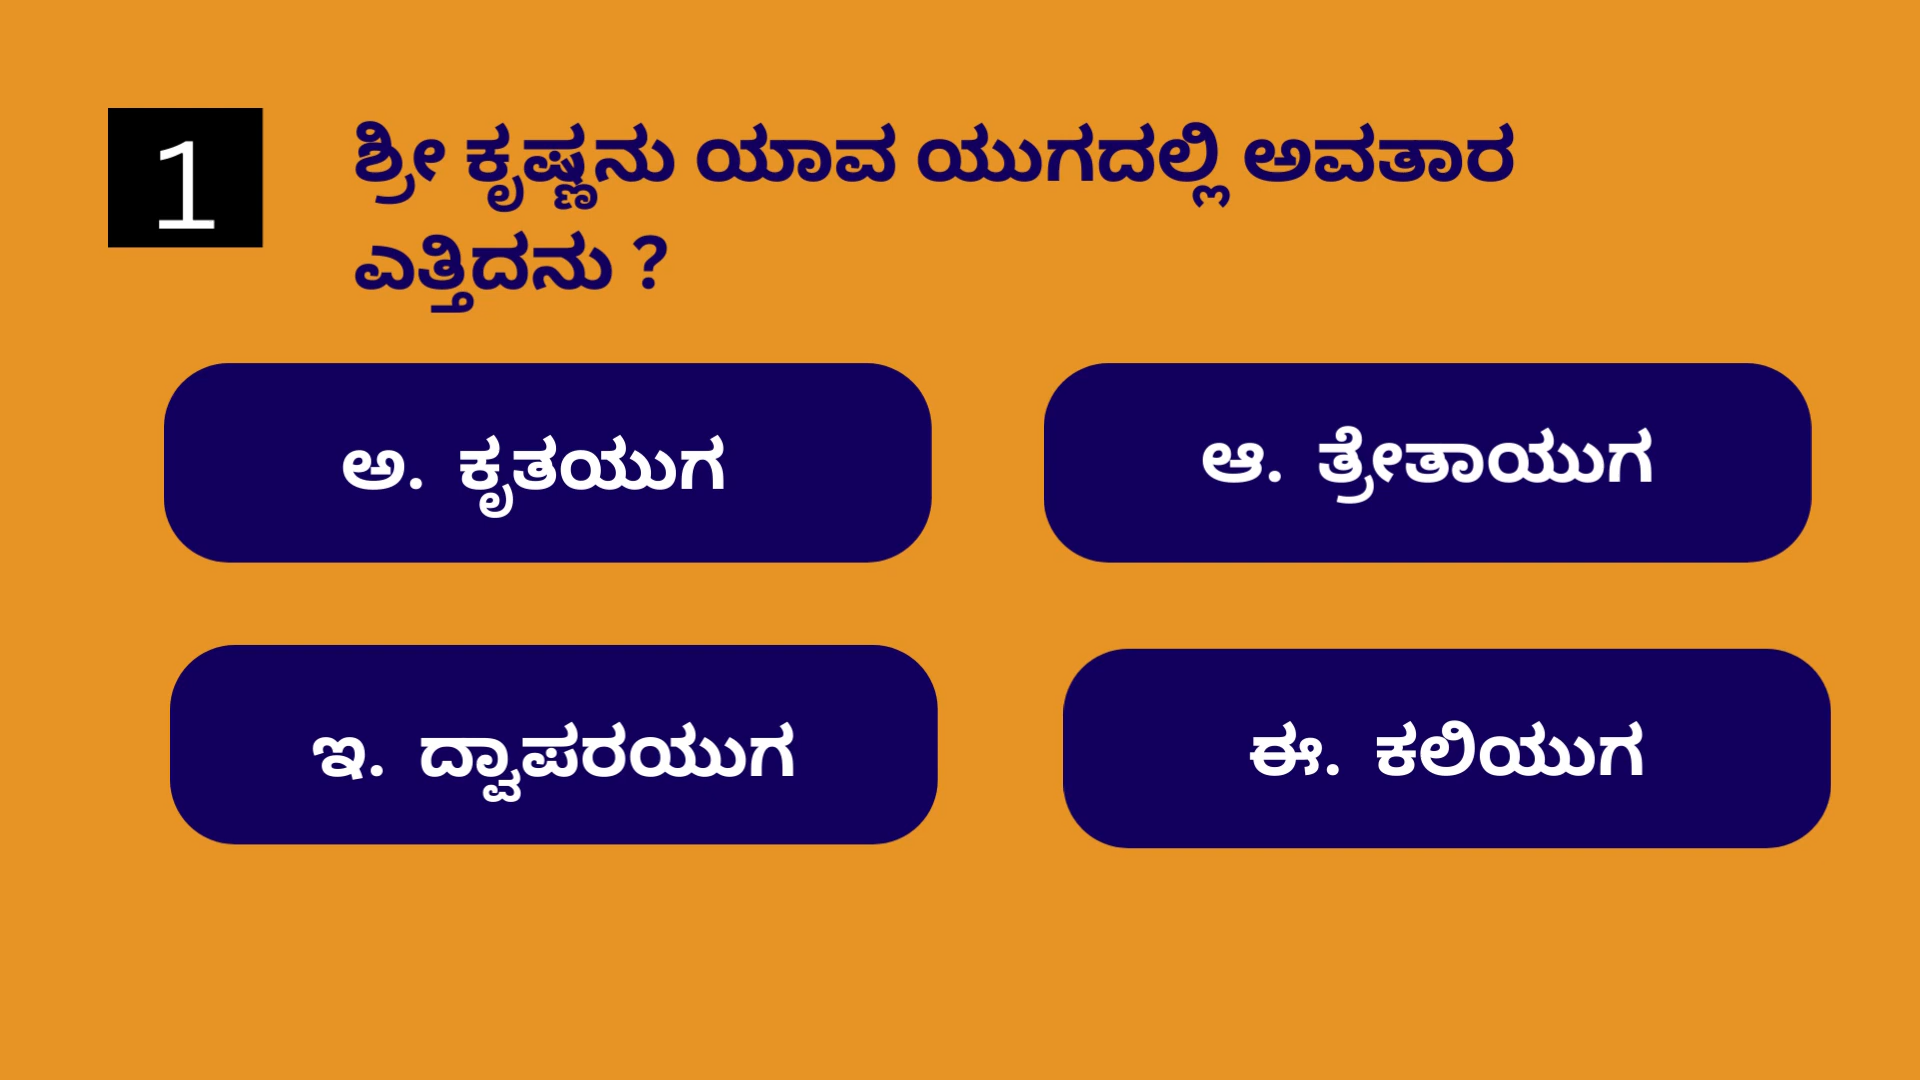 1
ಶ್ರೀ ಕೃಷ್ಣನು ಯಾವ ಯುಗದಲ್ಲಿ ಅವತಾರ
ಎತ್ತಿದನು ?
ಅ. ಕೃತಯುಗ
ಆ. ತ್ರೇತಾಯುಗ
ಇ. ದ್ವಾಪರಯುಗ
ಈ. ಕಲಿಯುಗ